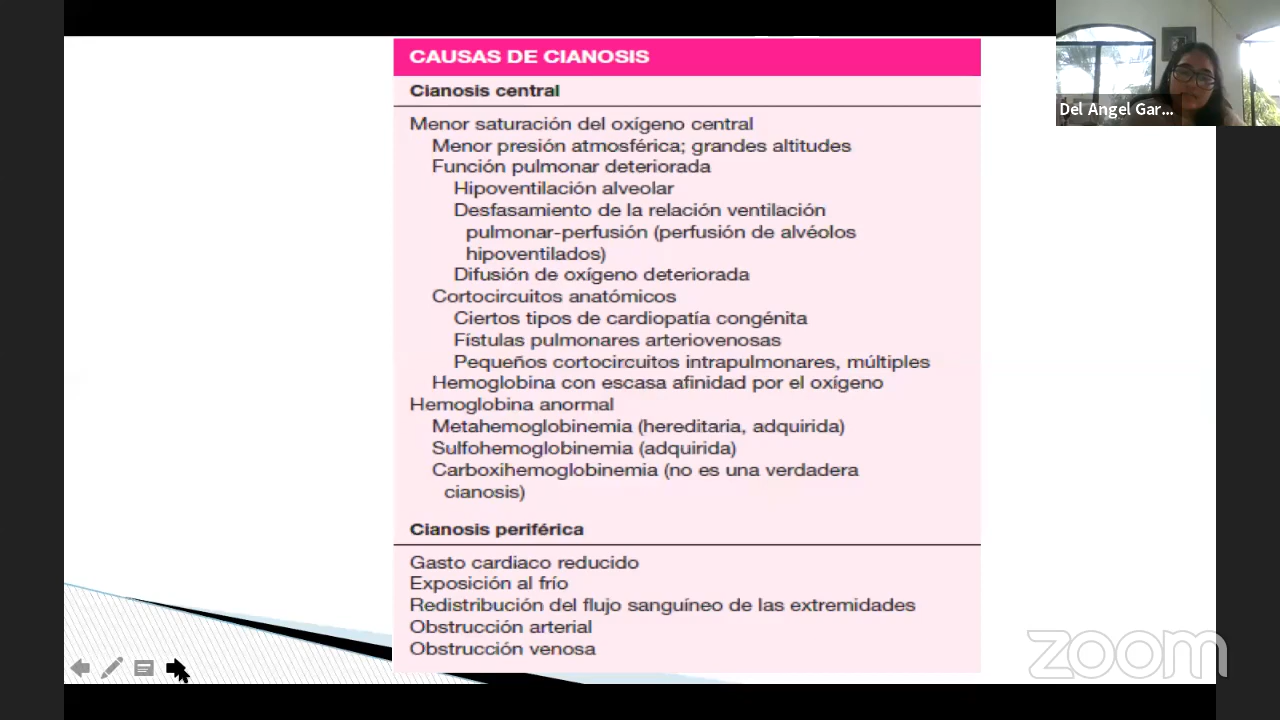 CAUSAS DE CIANOSIS
Cianosis central
Menor saturación del oxígeno central
Menor presión atmosférica; grandes altitudes
Función pulmonar deteriorada
Hipoventilación alveolar
Desfasamiento de la relación ventilación
pulmonar-perfusión (perfusión de alvéolos
hipoventilados)
Difusión de oxígeno deteriorada
Cortocircuitos anatómicos
Ciertos tipos de cardiopatía congénita
Fístulas pulmonares arteriovenosas
Pequeños cortocircuitos intrapulmonares, múltiples
Hemoglobina con escasa afinidad por el oxígeno
Hemoglobina anormal
Metahemoglobinemia (hereditaria, adquirida)
Sulfohemoglobinemia (adquirida)
Carboxihemoglobinemia (no es una verdadera
cianosis)
Cianosis periférica
Gasto cardiaco reducido
Exposición al frío
Redistribución del flujo sanguíneo de las extremidades
Obstrucción arterial
Obstrucción venosa
Del Angel Gar...
zoom